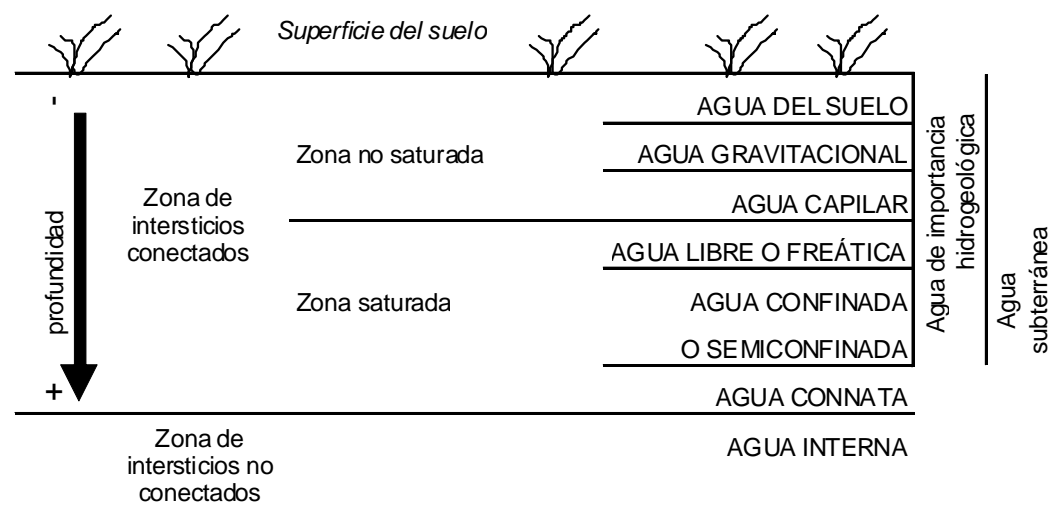 Superficie del suelo
-
AGUA DEL SUELO
Zona no saturada
AGUA GRAVITACIONAL
AGUA CAPILAR
Zona de
intersticios
conectados
profundidad
AGUA LIBRE O FREÁTICA
Zona saturada
AGUA CONFINADA
O SEMICONFINADA
+
AGUA CONNATA
Zona de
intersticios no
conectados
AGUA INTERNA
Agua de importancia
hidrogeológica
Agua
subterránea